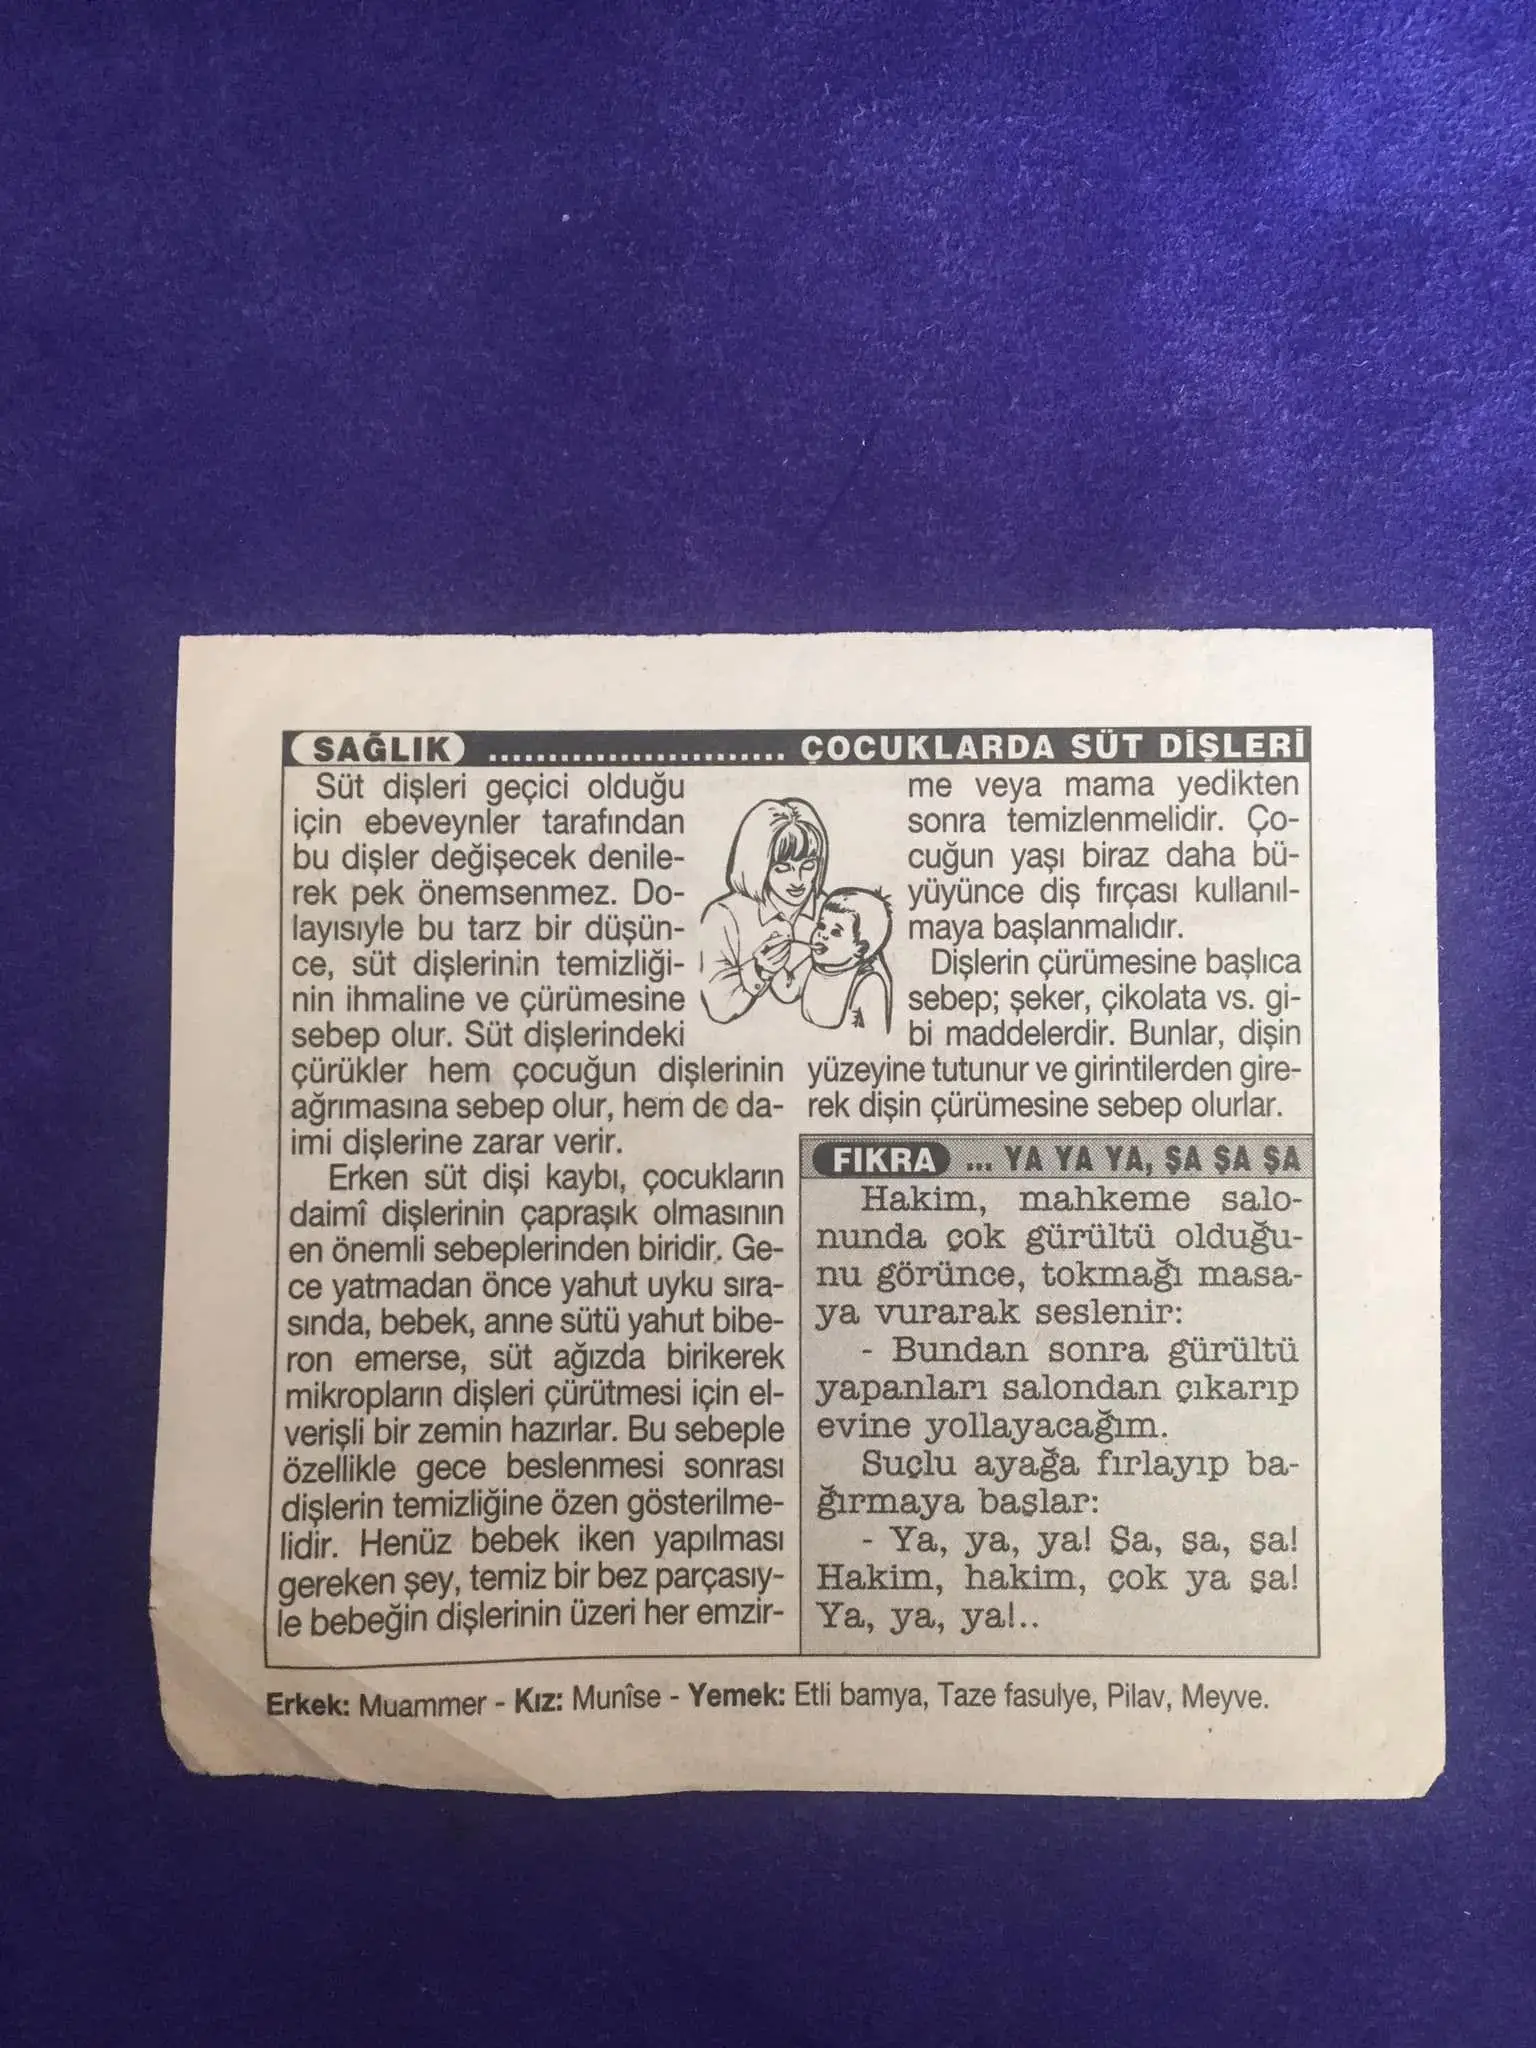 SAĞLIK ......................... ÇOCUKLARDA SÜT DİŞLERİ
Süt dişleri geçici olduğu
için ebeveynler tarafından
bu dişler değişecek denile-
rek pek önemsenmez. Do-
layısıyle bu tarz bir düşün-
ce, süt dişlerinin temizliği-
nin ihmaline ve çürümesine
sebep olur. Süt dişlerindeki
çürükler hem çocuğun dişlerinin
ağrımasına sebep olur, hem de da-
imi dişlerine zarar verir.
Erken süt dişi kaybı, çocukların
daimî dişlerinin çapraşık olmasının
en önemli sebeplerinden biridir. Ge-
ce yatmadan önce yahut uyku sıra-
sında, bebek, anne sütü yahut bibe-
ron emerse, süt ağızda birikerek
mikropların dişleri çürütmesi için el-
verişli bir zemin hazırlar. Bu sebeple
özellikle gece beslenmesi sonrası
dişlerin temizliğine özen gösterilme-
lidir. Henüz bebek iken yapılması
gereken şey, temiz bir bez parçasıy-
le bebeğin dişlerinin üzeri her emzir-
me veya mama yedikten
sonra temizlenmelidir. Ço-
cuğun yaşı biraz daha bü-
yüyünce diş fırçası kullanıl-
maya başlanmalıdır.
Dişlerin çürümesine başlıca
sebep; şeker, çikolata vs. gi-
bi maddelerdir. Bunlar, dişin
yüzeyine tutunur ve girintilerden gire-
rek dişin çürümesine sebep olurlar.
FIKRA ... YA YA YA, ŞA ŞA ŞA
Hakim, mahkeme salo-
nunda çok gürültü olduğu-
nu görünce, tokmağı masa-
ya vurarak seslenir:
- Bundan sonra gürültü
yapanları salondan çıkarıp
evine yollayacağım.
Suçlu ayağa fırlayıp ba-
ğırmaya başlar:
- Ya, ya, ya! Şa, şa, şa!
Hakim, hakim, çok ya şa!
Ya, ya, ya!..
Erkek: Muammer - Kız: Munîse - Yemek: Etli bamya, Taze fasulye, Pilav, Meyve.